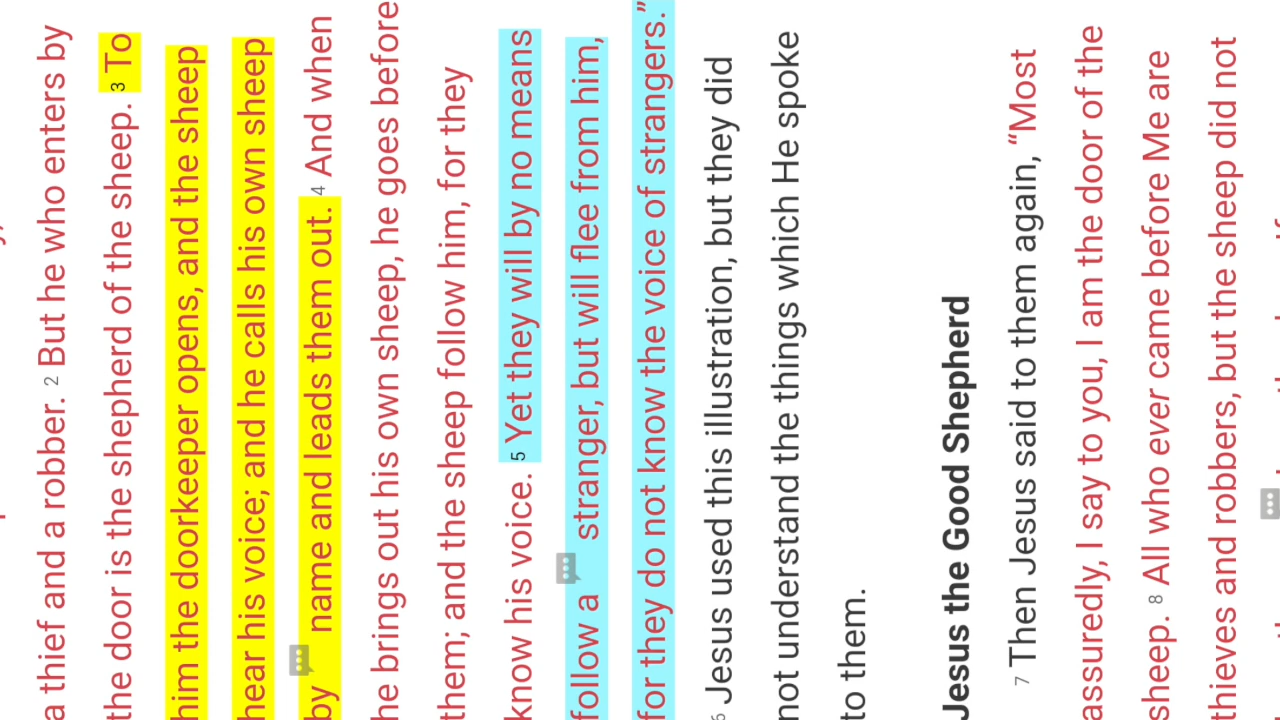 a thief and a robber. 2 But he who enters by
the door is the shepherd of the sheep. 3 To
him the doorkeeper opens, and the sheep
hear his voice; and he calls his own sheep
by name and leads them out. 4 And when
he brings out his own sheep, he goes before
them; and the sheep follow him, for they
know his voice. 5 Yet they will by no means
follow a stranger, but will flee from him,
for they do not know the voice of strangers.”
6 Jesus used this illustration, but they did
not understand the things which He spoke
to them.
Jesus the Good Shepherd
7 Then Jesus said to them again, “Most
assuredly, I say to you, I am the door of the
sheep. 8 All who ever came before Me are
thieves and robbers, but the sheep did not